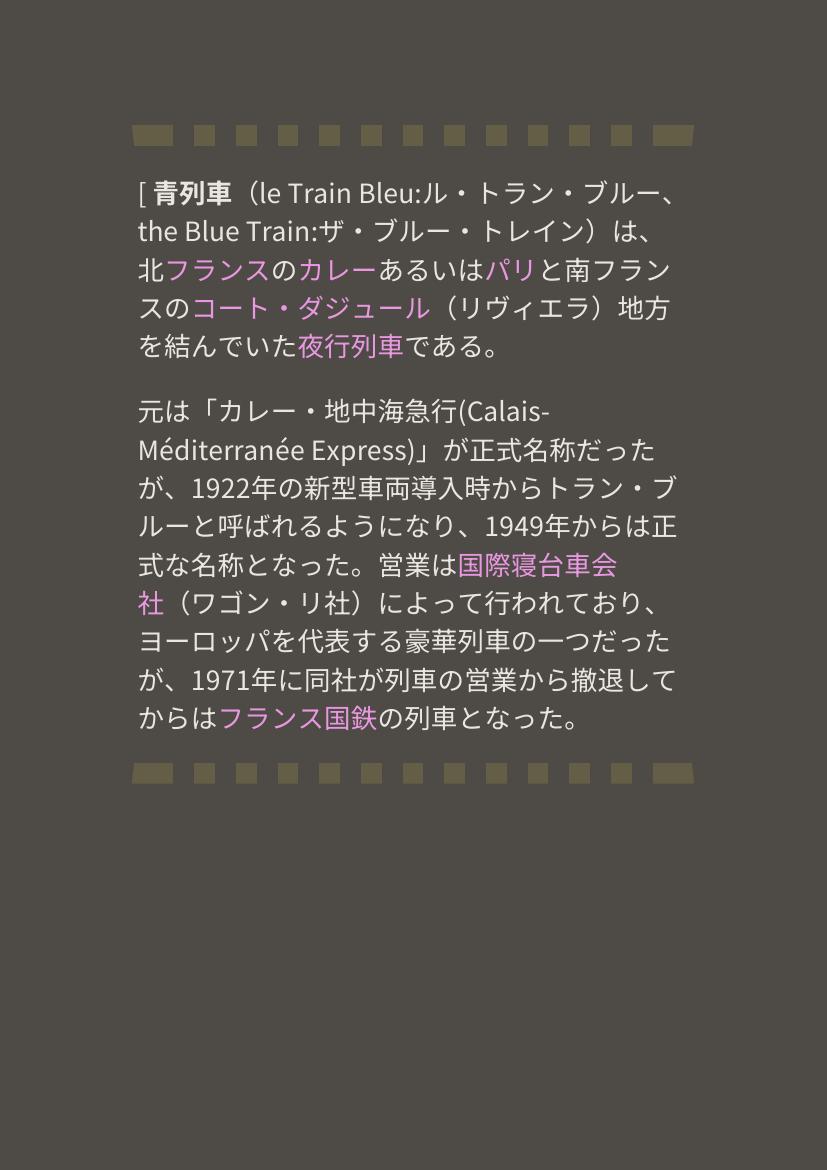 [ 青列車（le Train Bleu:ル・トラン・ブルー、
the Blue Train:ザ・ブルー・トレイン）は、
北フランスのカレーあるいはパリと南フラン
スのコート・ダジュール（リヴィエラ）地方
を結んでいた夜行列車である。
元は「カレー・地中海急行(Calais-
Méditerranée Express)」が正式名称だった
が、1922年の新型車両導入時からトラン・ブ
ルーと呼ばれるようになり、1949年からは正
式な名称となった。営業は国際寝台車会
社（ワゴン・リ社）によって行われており、
ヨーロッパを代表する豪華列車の一つだった
が、1971年に同社が列車の営業から撤退して
からはフランス国鉄の列車となった。